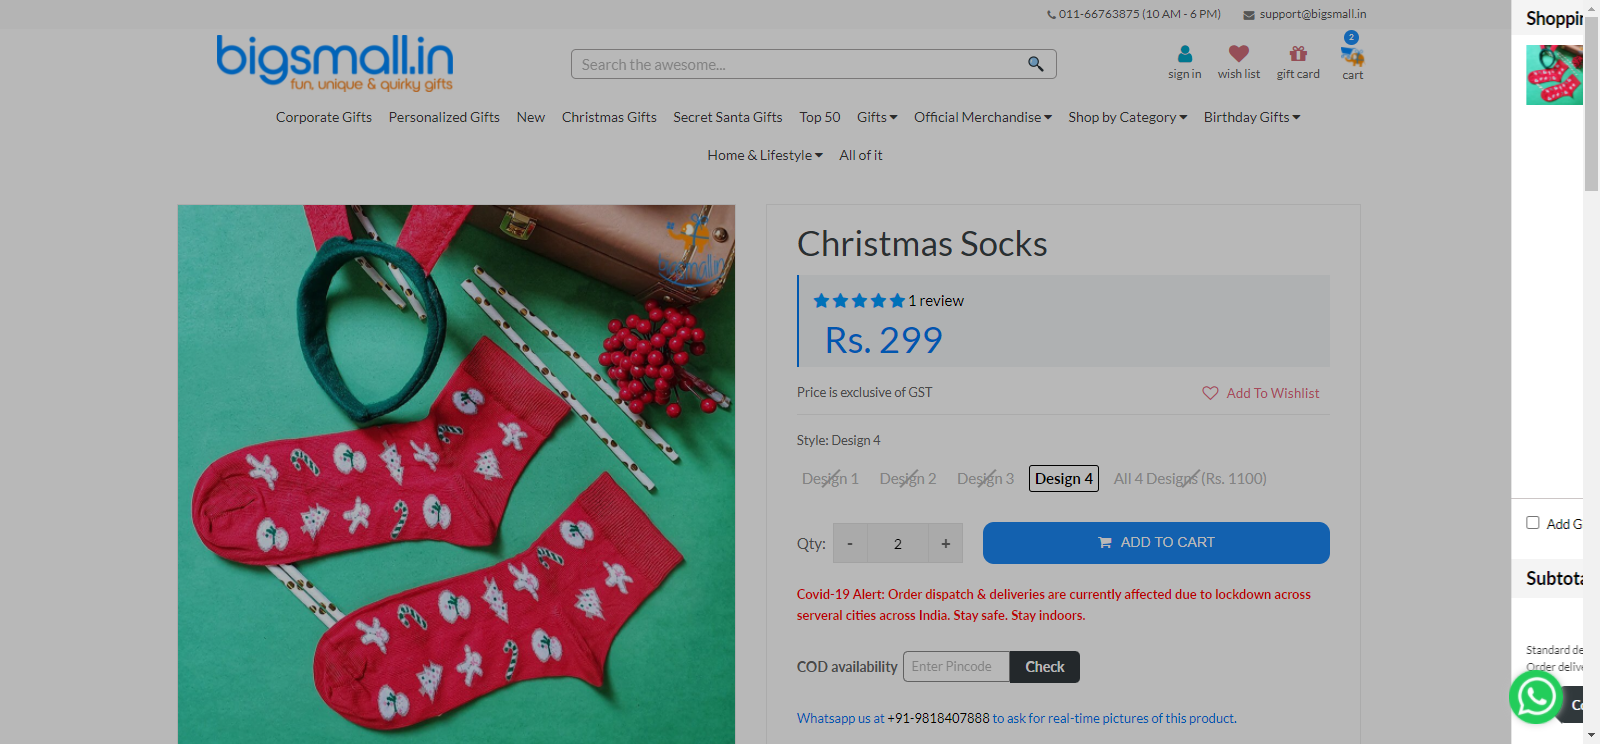 011-66763875 (10 AM - 6 PM) support@bigsmall.in
Shoppin
bigsmall.in
fun, unique & quirky gifts
Search the awesome...
sign in
wish list
gift card
2
cart
Corporate Gifts Personalized Gifts New Christmas Gifts Secret Santa Gifts Top 50 Gifts Official Merchandise Shop by Category Birthday Gifts
Home & Lifestyle All of it
bigsmall.in
Christmas Socks
1 review
Rs. 299
Price is exclusive of GST
Add To Wishlist
Style: Design 4
Design 1 Design 2 Design 3 Design 4 All 4 Designs (Rs. 1100)
Qty: - 2 + ADD TO CART
Covid-19 Alert: Order dispatch & deliveries are currently affected due to lockdown across
serveral cities across India. Stay safe. Stay indoors.
COD availability Enter Pincode Check
Whatsapp us at +91-9818407888 to ask for real-time pictures of this product.
Add G
Subtota
Standard de
Order delive